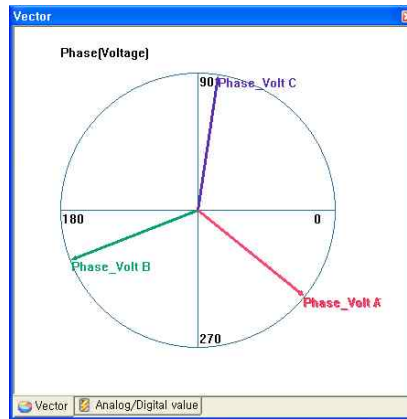 Vector
Phase(Voltage)
90
Phase_Volt C
180
0
Phase_Volt B
Phase_Volt A
270
Vector
Analog/Digital value